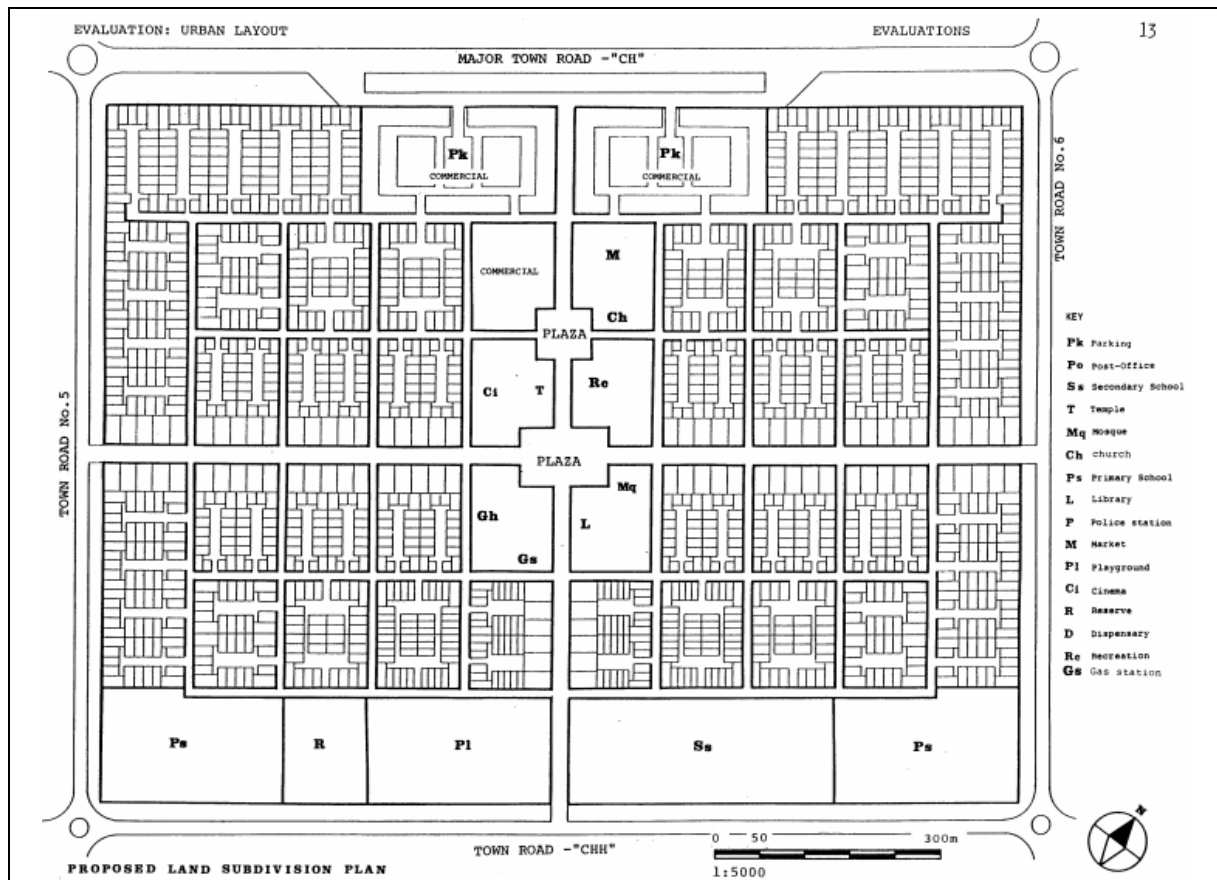 EVALUATION: URBAN LAYOUT
EVALUATIONS
13
MAJOR TOWN ROAD -"CH"
Pk
COMMERCIAL
Pk
COMMERCIAL
TOWN ROAD No.6
COMMERCIAL
M
Ch
PLAZA
Ci
T
Rc
TOWN ROAD No.5
PLAZA
Gh
Gs
Mq
L
KEY
Pk Parking
Po Post-Office
Ss Secondary School
T Temple
Mq Mosque
Ch church
Ps Primary School
L Library
P Police station
M Market
Pl Playground
Ci Cinema
R Reserve
D Dispensary
Rc Recreation
Gs Gas station
Ps
R
Pl
Ss
Ps
N
TOWN ROAD -"CHH"
0 50 300m
1:5000
PROPOSED LAND SUBDIVISION PLAN